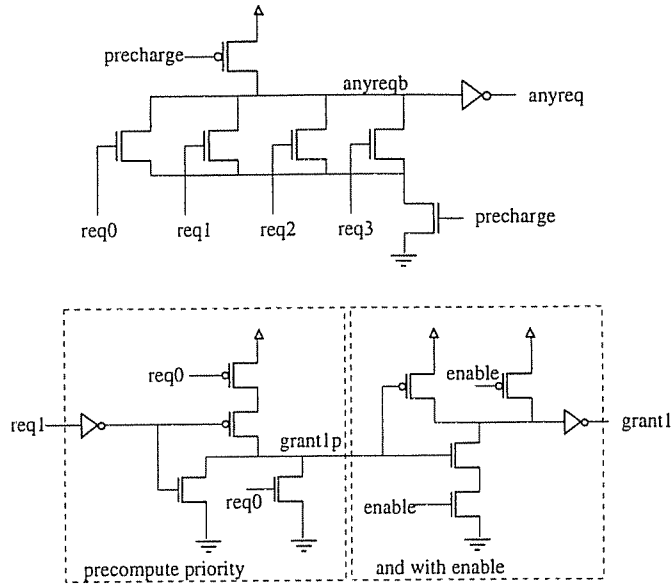 precharge
anyreqb
anyreq
req0
req1
req2
req3
precharge
req0
enable
req1
grant1p
grant1
req0
enable
precompute priority
and with enable